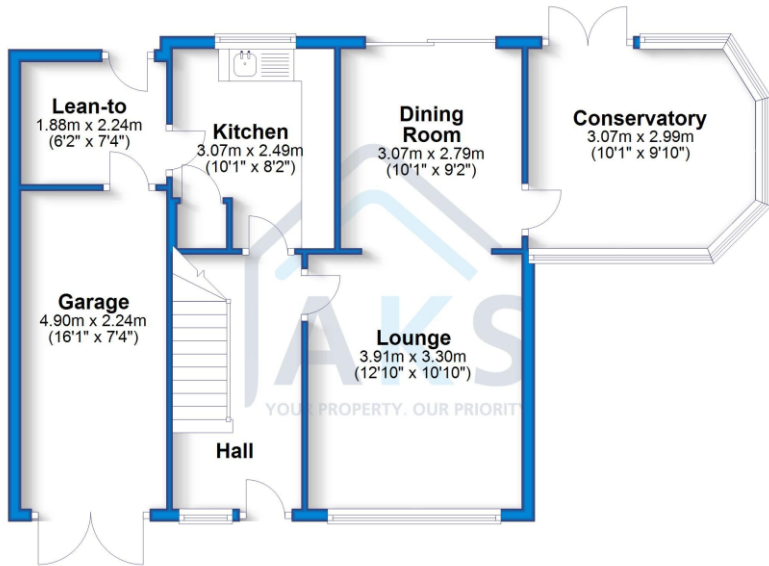 Lean-to
1.88m x 2.24m
(6'2" x 7'4")
Kitchen
3.07m x 2.49m
(10'1" x 8'2")
Dining
Room
3.07m x 2.79m
(10'1" x 9'2")
Conservatory
3.07m x 2.99m
(10'1" x 9'10")
Garage
4.90m x 2.24m
(16'1" x 7'4")
Lounge
3.91m x 3.30m
(12'10" x 10'10")
Hall
AKS
YOUR PROPERTY. OUR PRIORITY